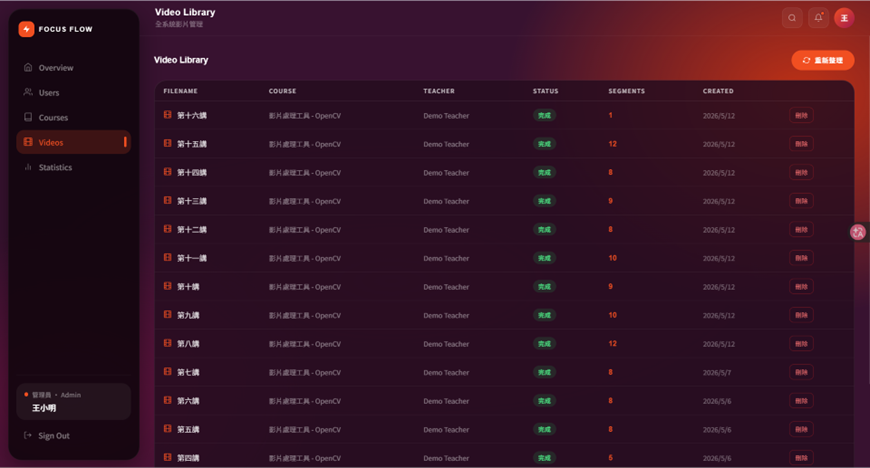 FOCUS FLOW
Overview
Users
Courses
Videos
Statistics
管理員 • Admin
王小明
Sign Out
Video Library
全系統影片管理
王
Video Library
重新整理
FILENAME COURSE TEACHER STATUS SEGMENTS CREATED
第十六講 影片處理工具 - OpenCV Demo Teacher 完成 1 2026/5/12 刪除
第十五講 影片處理工具 - OpenCV Demo Teacher 完成 12 2026/5/12 刪除
第十四講 影片處理工具 - OpenCV Demo Teacher 完成 8 2026/5/12 刪除
第十三講 影片處理工具 - OpenCV Demo Teacher 完成 9 2026/5/12 刪除
第十二講 影片處理工具 - OpenCV Demo Teacher 完成 8 2026/5/12 刪除
第十一講 影片處理工具 - OpenCV Demo Teacher 完成 10 2026/5/12 刪除
第十講 影片處理工具 - OpenCV Demo Teacher 完成 9 2026/5/12 刪除
第九講 影片處理工具 - OpenCV Demo Teacher 完成 10 2026/5/12 刪除
第八講 影片處理工具 - OpenCV Demo Teacher 完成 12 2026/5/12 刪除
第七講 影片處理工具 - OpenCV Demo Teacher 完成 8 2026/5/7 刪除
第六講 影片處理工具 - OpenCV Demo Teacher 完成 8 2026/5/6 刪除
第五講 影片處理工具 - OpenCV Demo Teacher 完成 8 2026/5/6 刪除
第四講 影片處理工具 - OpenCV Demo Teacher 完成 5 2026/5/6 刪除